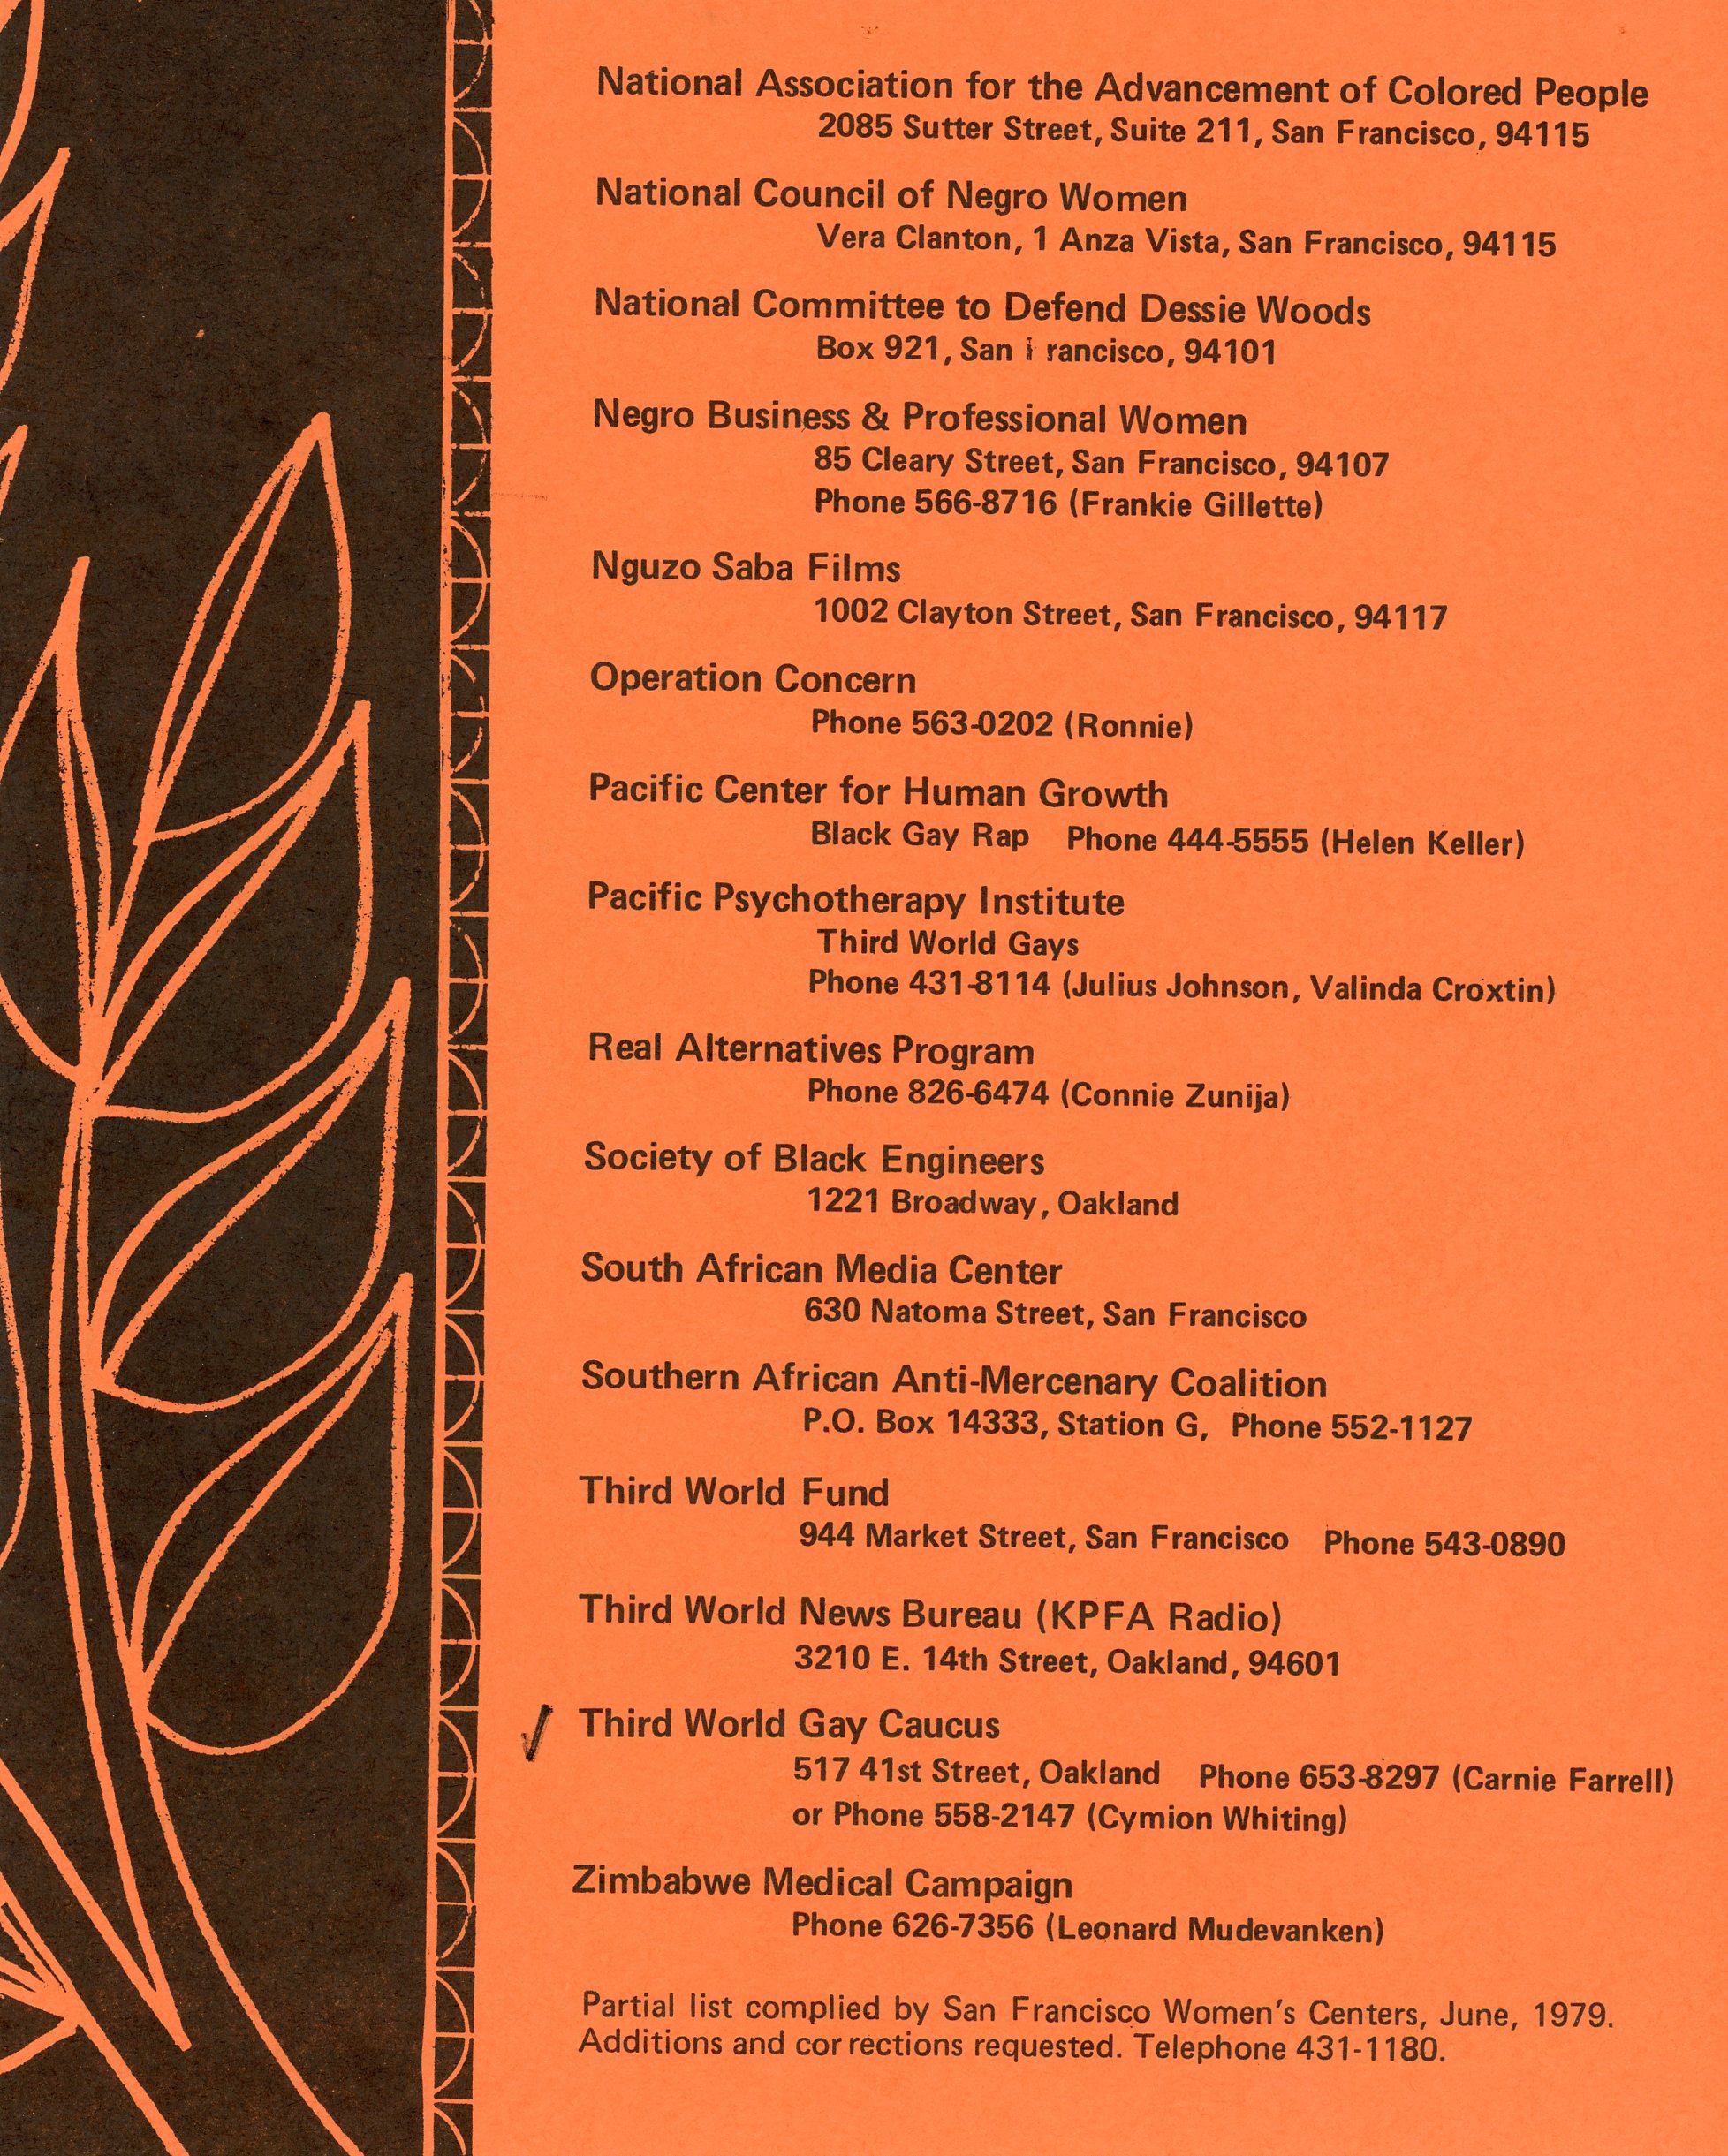 National Association for the Advancement of Colored People
2085 Sutter Street, Suite 211, San Francisco, 94115
National Council of Negro Women
Vera Clanton, 1 Anza Vista, San Francisco, 94115
National Committee to Defend Dessie Woods
Box 921, San i rancisco, 94101
Negro Business & Professional Women
85 Cleary Street, San Francisco, 94107
Phone 566-8716 (Frankie Gillette)
Nguzo Saba Films
1002 Clayton Street, San Francisco, 94117
Operation Concern
Phone 563-0202 (Ronnie)
Pacific Center for Human Growth
Black Gay Rap Phone 444-5555 (Helen Keller)
Pacific Psychotherapy Institute
Third World Gays
Phone 431-8114 (Julius Johnson, Valinda Croxtin)
Real Alternatives Program
Phone 826-6474 (Connie Zunija)
Society of Black Engineers
1221 Broadway, Oakland
South African Media Center
630 Natoma Street, San Francisco
Southern African Anti-Mercenary Coalition
P.O. Box 14333, Station G, Phone 552-1127
Third World Fund
944 Market Street, San Francisco Phone 543-0890
Third World News Bureau (KPFA Radio)
3210 E. 14th Street, Oakland, 94601
✓ Third World Gay Caucus
517 41st Street, Oakland Phone 653-8297 (Carnie Farrell)
or Phone 558-2147 (Cymion Whiting)
Zimbabwe Medical Campaign
Phone 626-7356 (Leonard Mudevanken)
Partial list complied by San Francisco Women's Centers, June, 1979.
Additions and corrections requested. Telephone 431-1180.